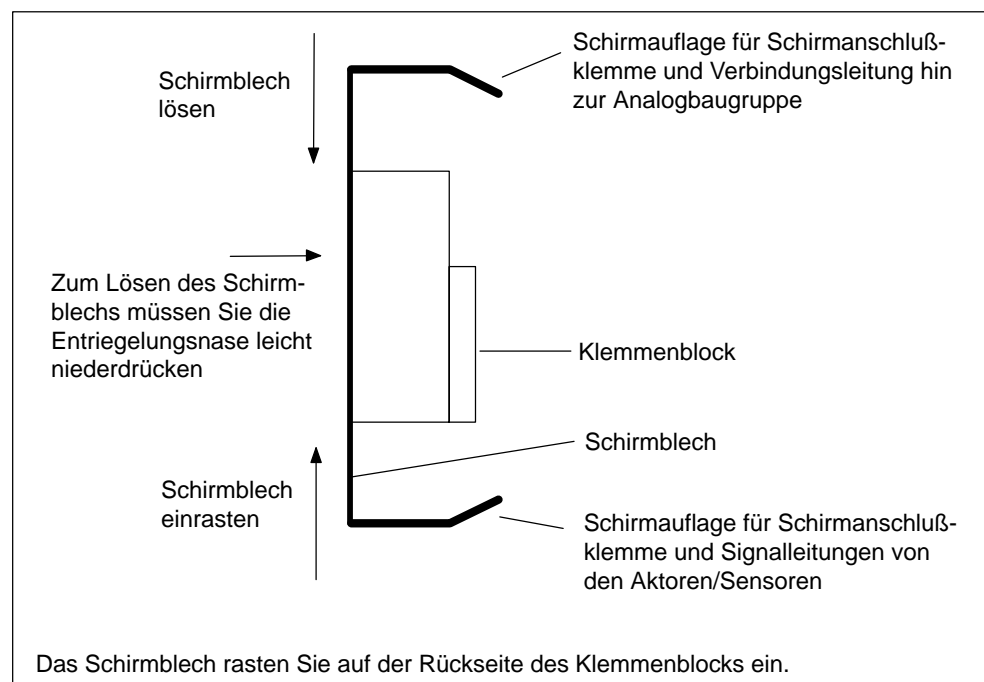 Schirmblech
lösen
Schirmauflage für Schirmanschluß-
klemme und Verbindungsleitung hin
zur Analogbaugruppe
Zum Lösen des Schirm-
blechs müssen Sie die
Entriegelungsnase leicht
niederdrücken
Klemmenblock
Schirmblech
Schirmblech
einrasten
Schirmauflage für Schirmanschluß-
klemme und Signalleitungen von
den Aktoren/Sensoren
Das Schirmblech rasten Sie auf der Rückseite des Klemmenblocks ein.